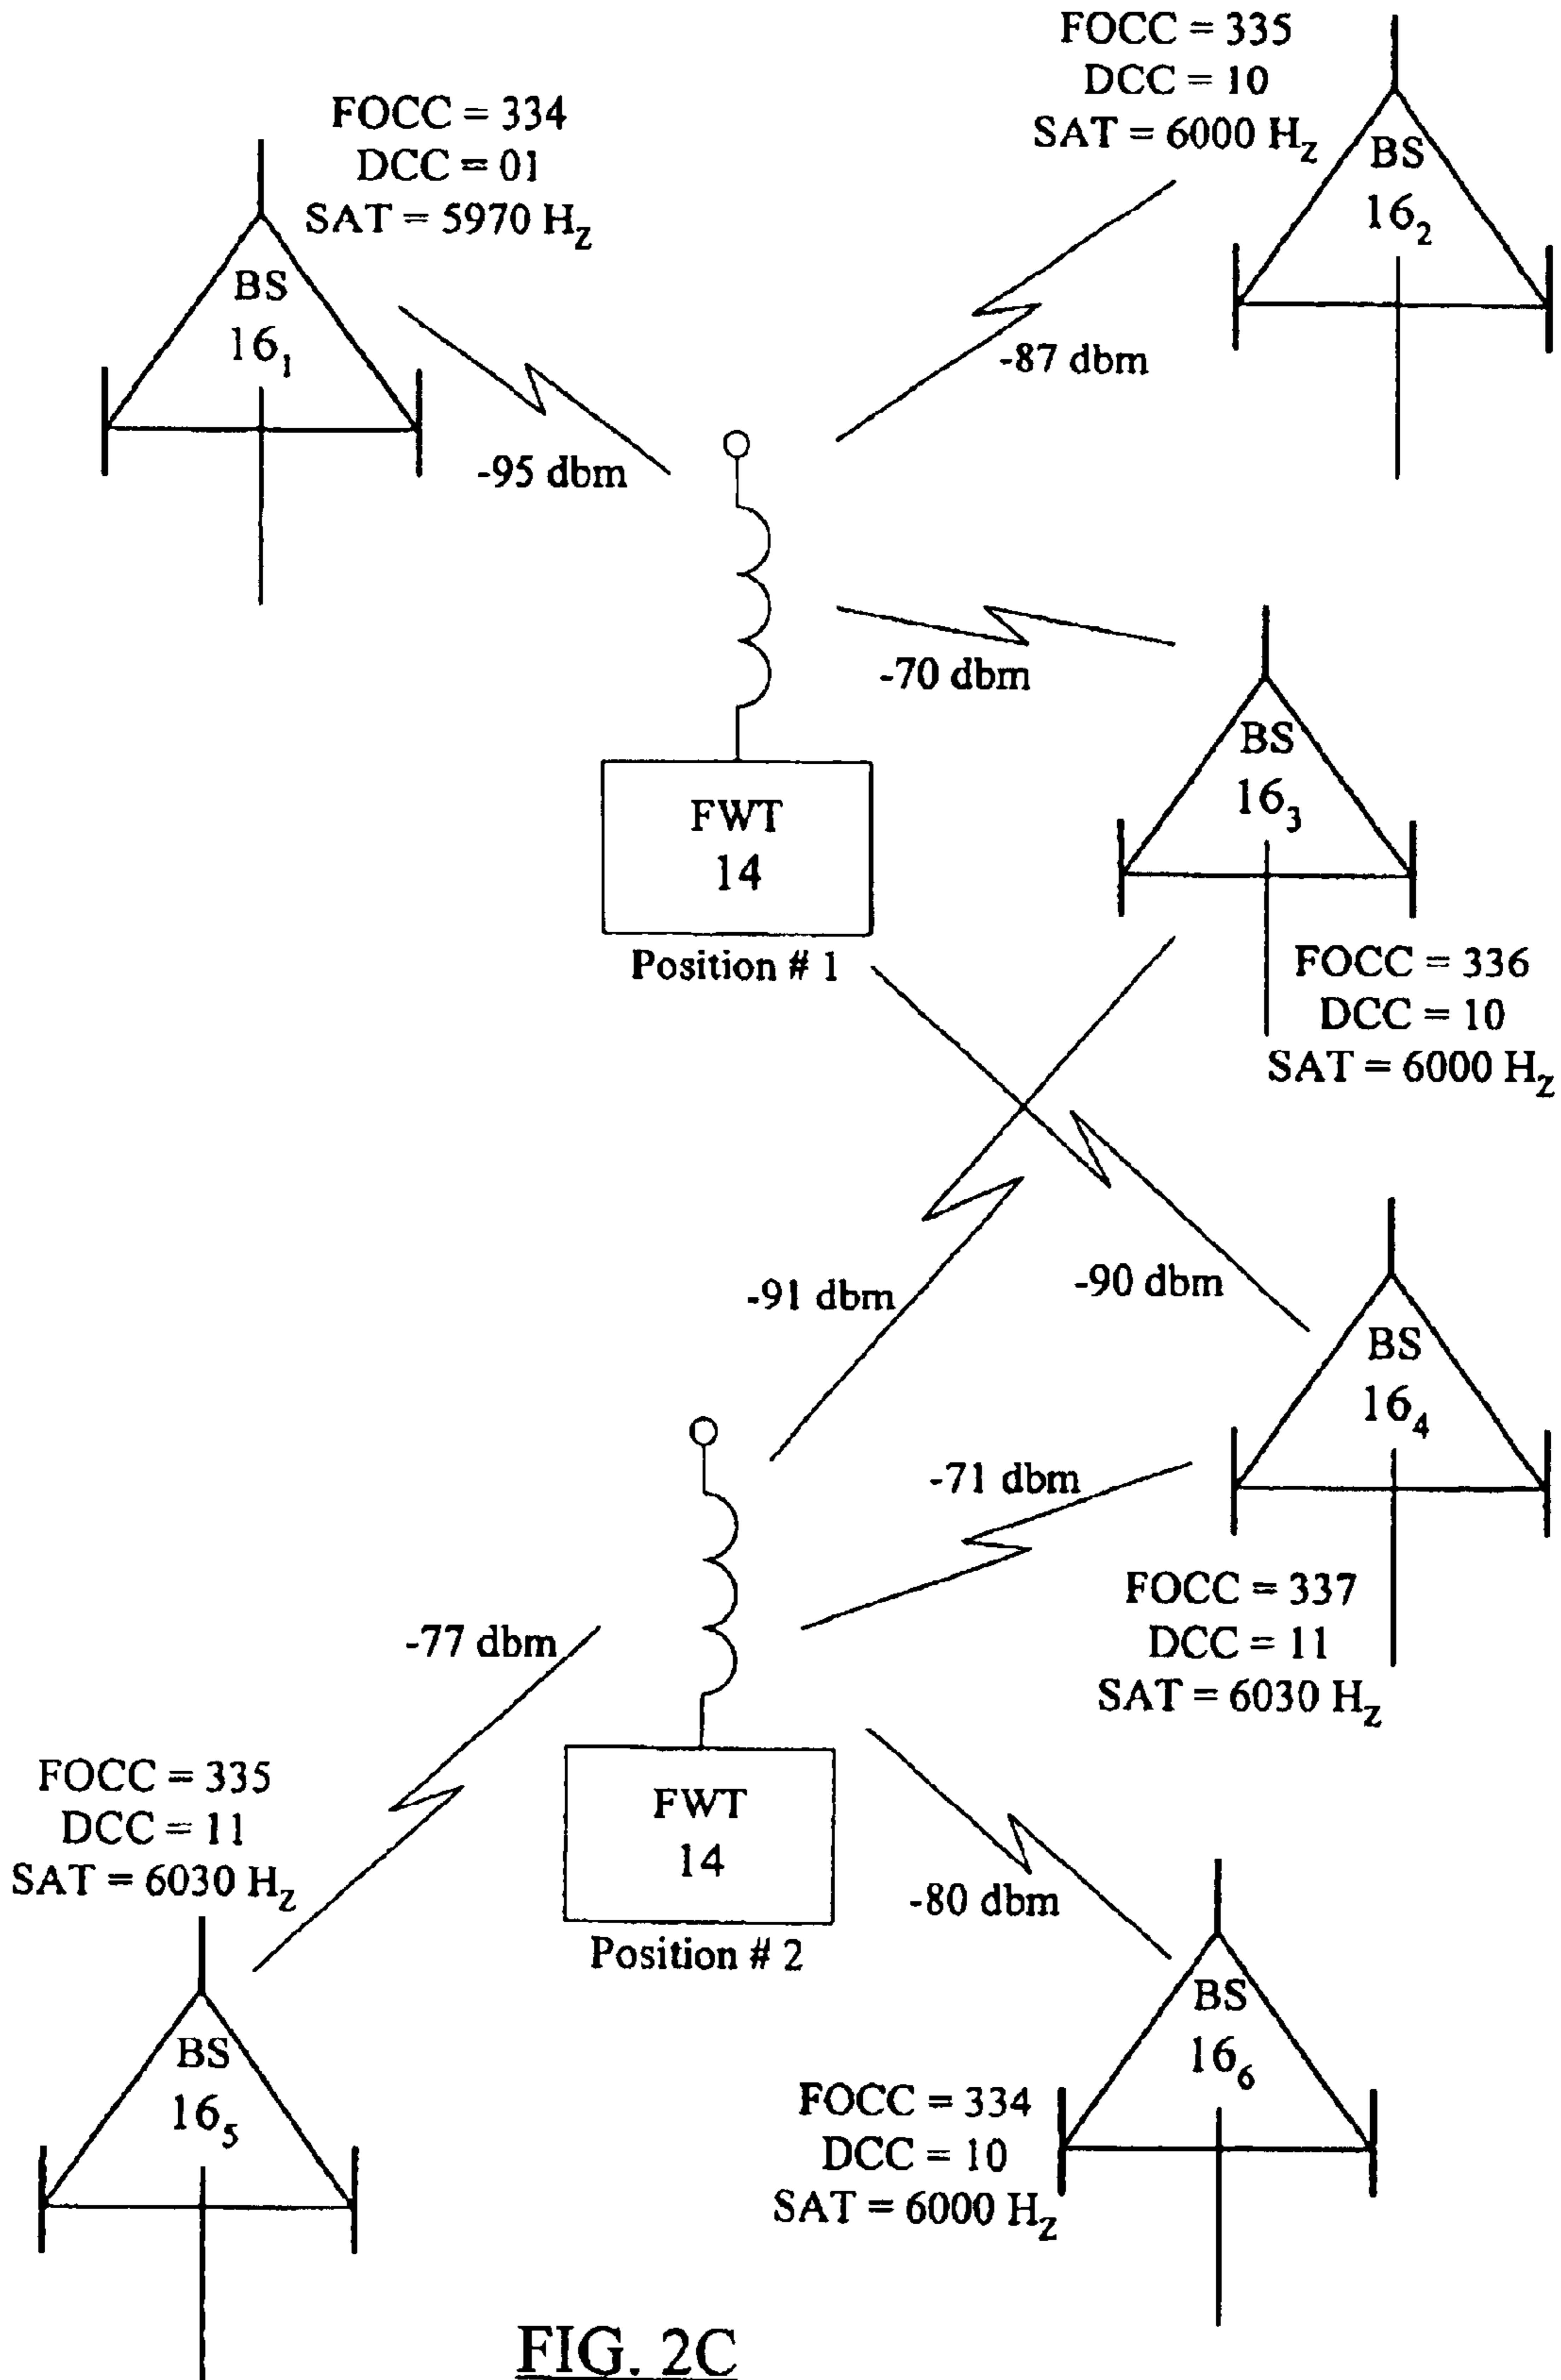 FOCC = 335
DCC = 10
SAT = 6000 Hz
BS
16₂
FOCC = 334
DCC = 01
SAT = 5970 Hz
BS
16₁
-87 dbm
-95 dbm
-70 dbm
BS
16₃
FWT
14
Position # 1
FOCC = 336
DCC = 10
SAT = 6000 Hz
-91 dbm
-90 dbm
BS
16₄
-71 dbm
FOCC = 337
DCC = 11
SAT = 6030 Hz
-77 dbm
FOCC = 335
DCC = 11
SAT = 6030 Hz
FWT
14
Position # 2
-80 dbm
BS
16₅
BS
16₆
FOCC = 334
DCC = 10
SAT = 6000 Hz
FIG. 2C